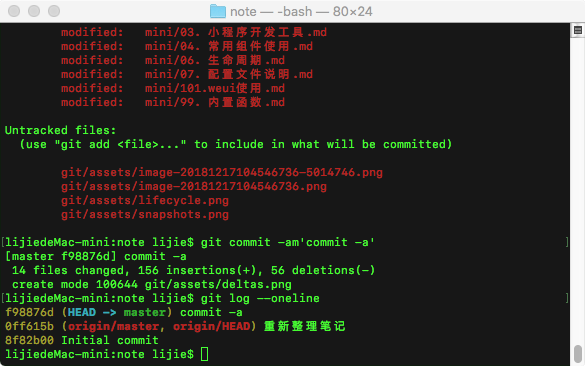 note — -bash — 80×24
modified: mini/03. 小程序开发工具.md
modified: mini/04. 常用组件使用.md
modified: mini/06. 生命周期.md
modified: mini/07. 配置文件说明.md
modified: mini/101.weui使用.md
modified: mini/99. 内置函数.md
Untracked files:
(use "git add <file>..." to include in what will be committed)
git/assets/image-20181217104546736-5014746.png
git/assets/image-20181217104546736.png
git/assets/lifecycle.png
git/assets/snapshots.png
[lijiedeMac-mini:note lijie$ git commit -am'commit -a'
[master f98876d] commit -a
14 files changed, 156 insertions(+), 56 deletions(-)
create mode 100644 git/assets/deltas.png
[lijiedeMac-mini:note lijie$ git log --oneline
f98876d (HEAD -> master) commit -a
0ff615b (origin/master, origin/HEAD) 重新整理笔记
8f82b00 Initial commit
lijiedeMac-mini:note lijie$